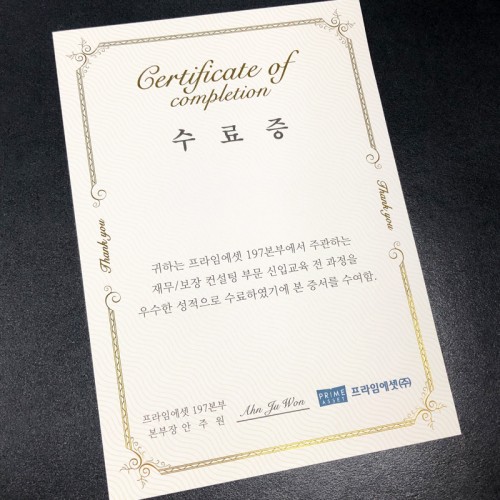 Certificate of
completion
수 료 증
Thank you
Thank you
귀하는 프라임에셋 197본부에서 주관하는
재무/보장 컨설팅 부문 신입교육 전 과정을
우수한 성적으로 수료하였기에 본 증서를 수여함.
프라임에셋 197본부
본부장 안 주 원
Ahn Ju Won
PRIME
ASSET
프라임에셋(주)